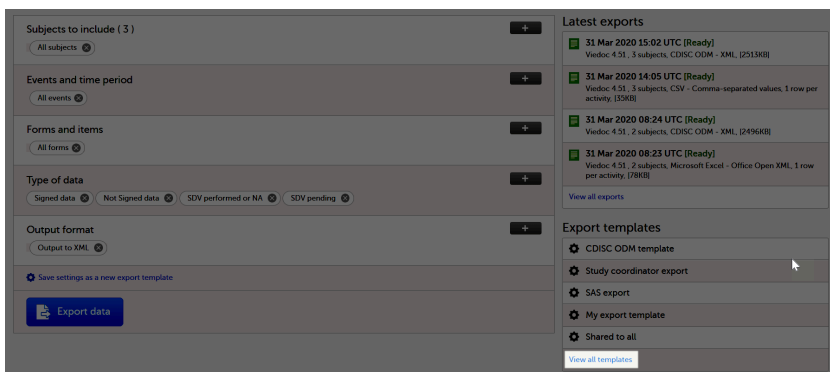 Subjects to include ( 3 )
All subjects
Events and time period
All events
Forms and items
All forms
Type of data
Signed data
Not Signed data
SDV performed or NA
SDV pending
Output format
Output to XML
Save settings as a new export template
Export data
Latest exports
31 Mar 2020 15:02 UTC [Ready]
Viedoc 4.51 , 3 subjects, CDISC ODM - XML, [2513KB]
31 Mar 2020 14:05 UTC [Ready]
Viedoc 4.51 , 3 subjects, CSV - Comma-separated values, 1 row per
activity, [35KB]
31 Mar 2020 08:24 UTC [Ready]
Viedoc 4.51 , 2 subjects, CDISC ODM - XML, [2496KB]
31 Mar 2020 08:23 UTC [Ready]
Viedoc 4.51 , 2 subjects, Microsoft Excel - Office Open XML, 1 row
per activity, [78KB]
View all exports
Export templates
CDISC ODM template
Study coordinator export
SAS export
My export template
Shared to all
View all templates